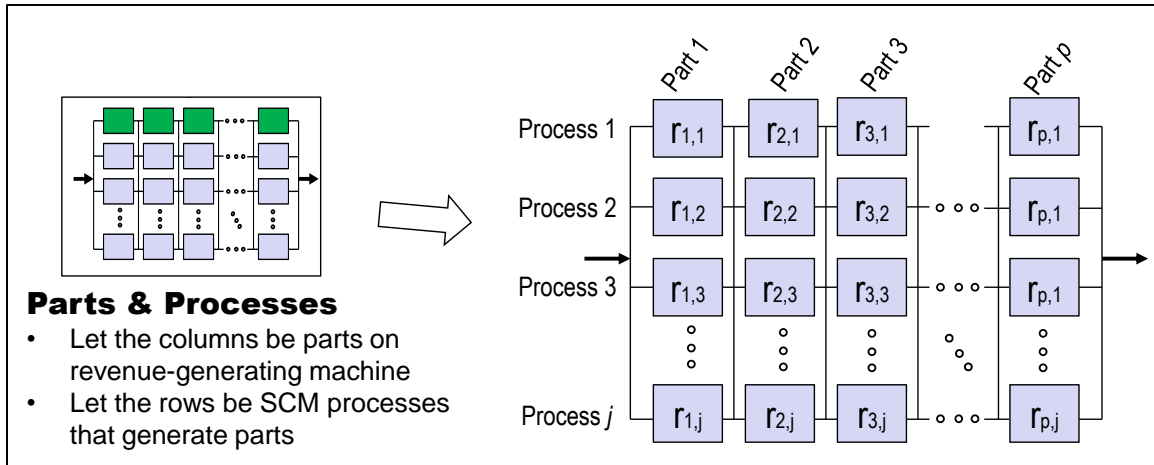 Part 1 Part 2 Part 3 Part p
Process 1 r1,1 r2,1 r3,1 rp,1
Process 2 r1,2 r2,2 r3,2 rp,1
Process 3 r1,3 r2,3 r3,3 rp,1
Process j r1,j r2,j r3,j rp,j
Parts & Processes
• Let the columns be parts on
revenue-generating machine
• Let the rows be SCM processes
that generate parts